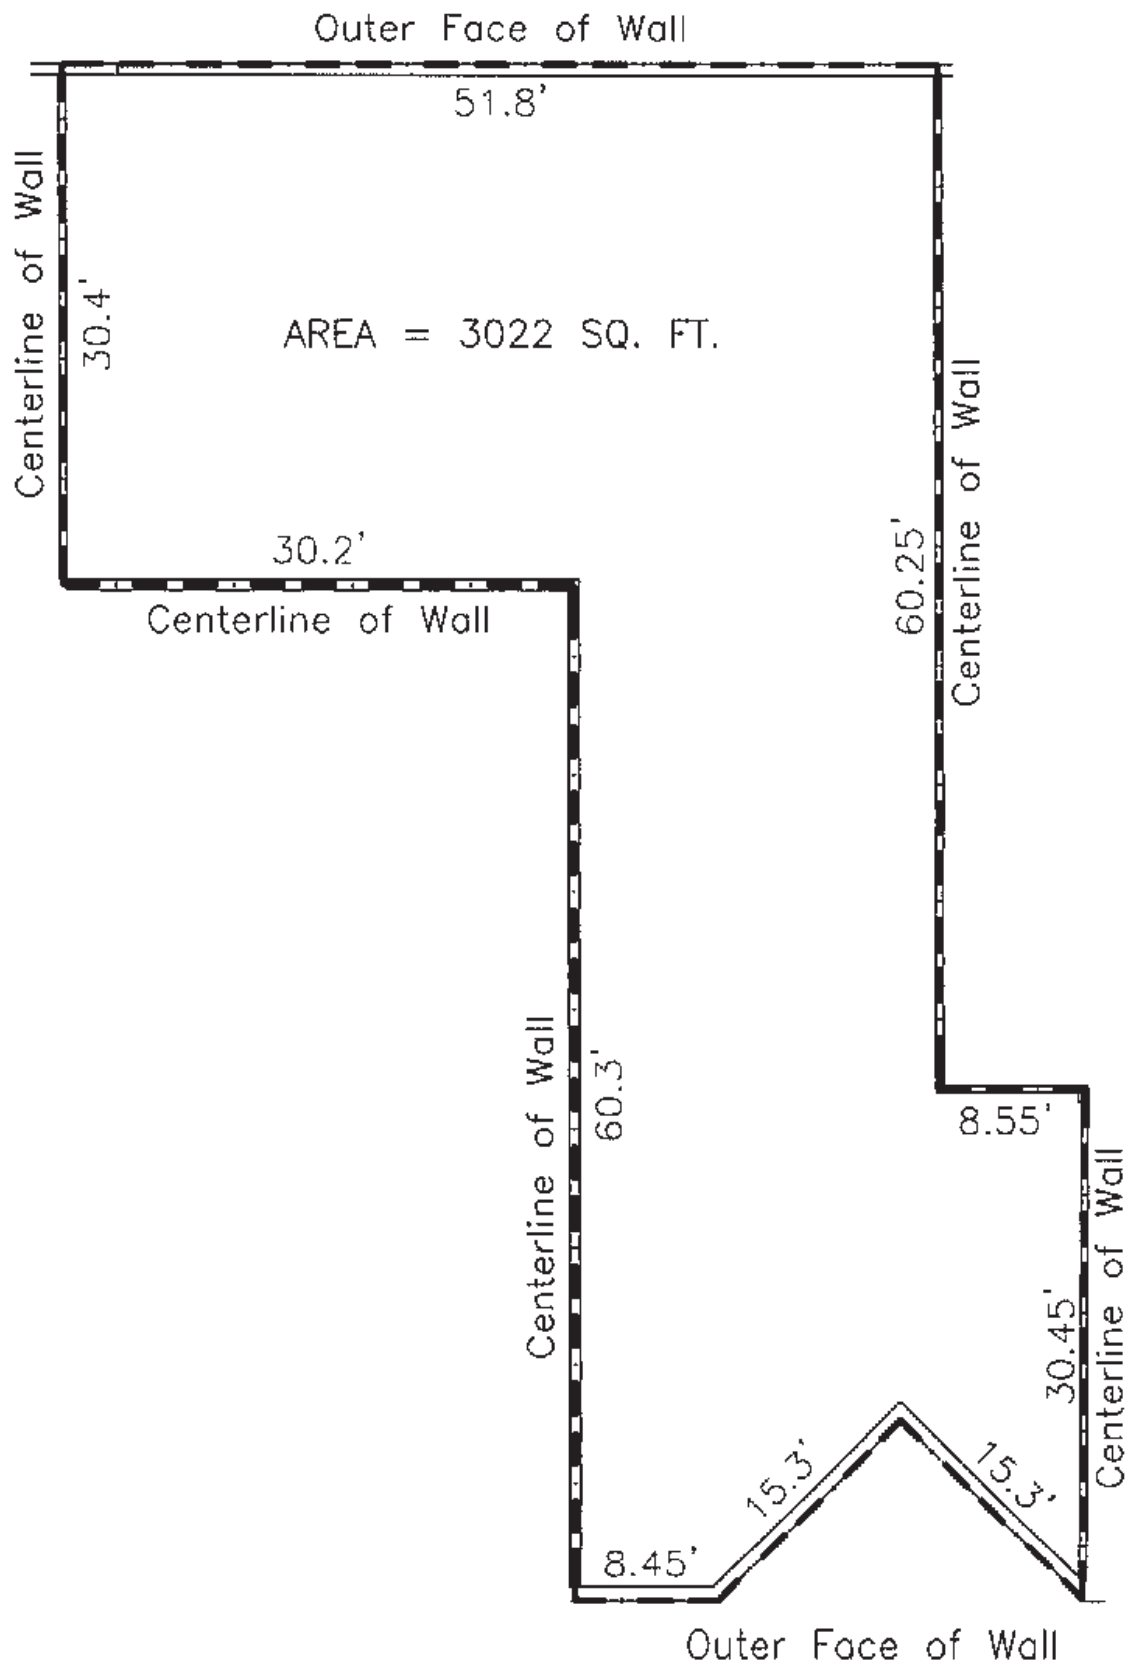 Outer Face of Wall
51.8'
Centerline of Wall
30.4'
AREA = 3022 SQ. FT.
Centerline of Wall
60.25'
30.2'
Centerline of Wall
Centerline of Wall
60.3'
8.55'
Centerline of Wall
30.45'
15.3'
15.3'
8.45'
Outer Face of Wall